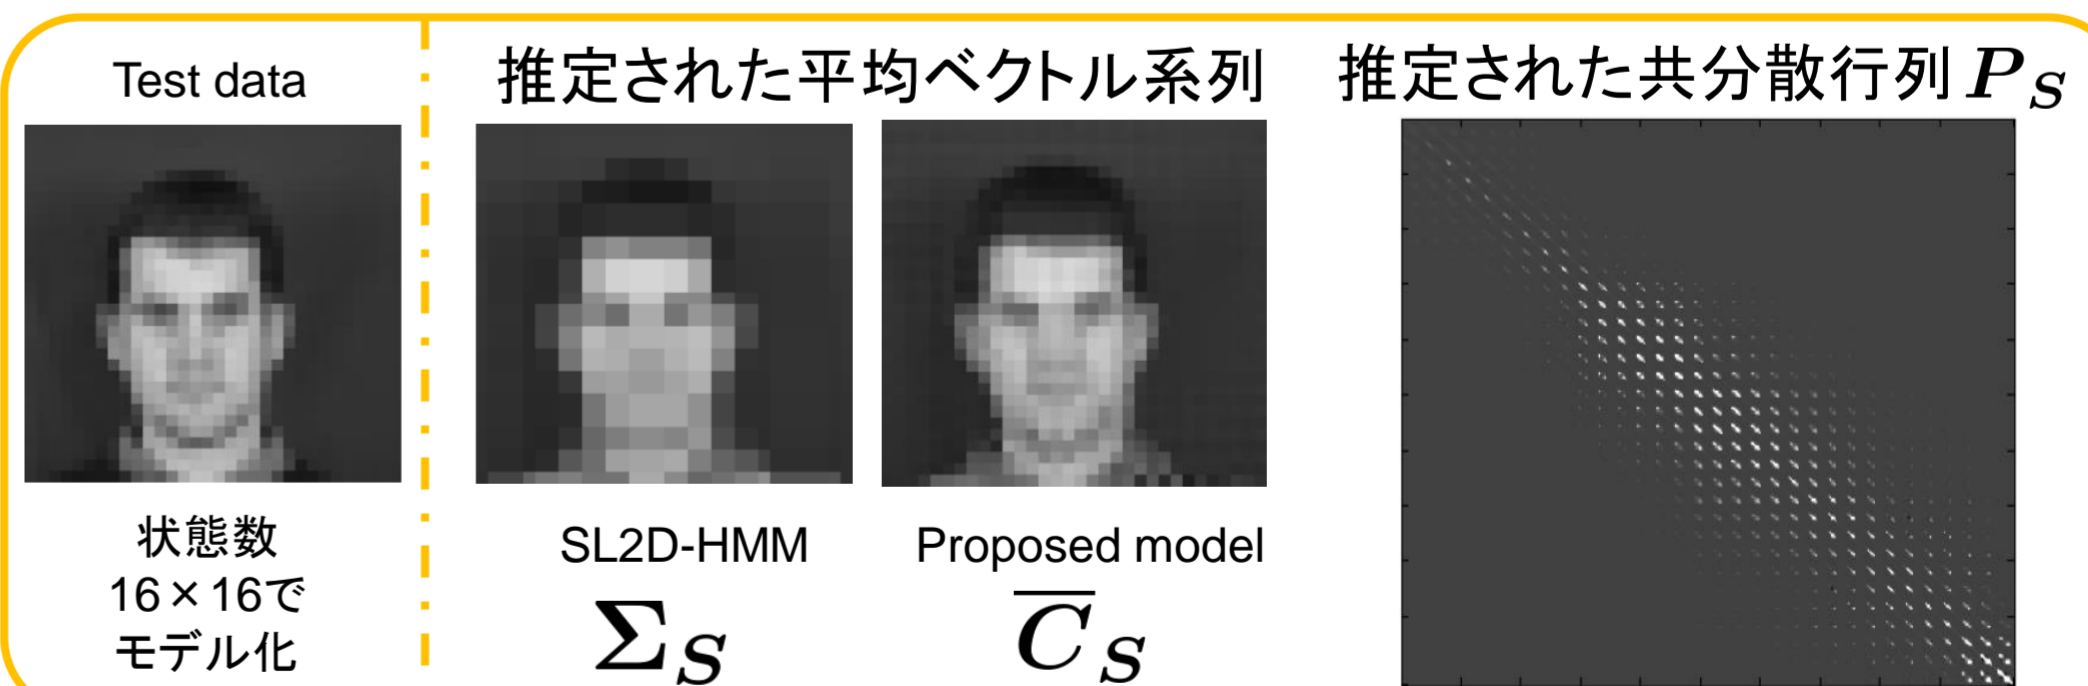 Test data
推定された平均ベクトル系列
推定された共分散行列 P_S
状態数
16×16で
モデル化
SL2D-HMM
Σ_S
Proposed model
C̅_S